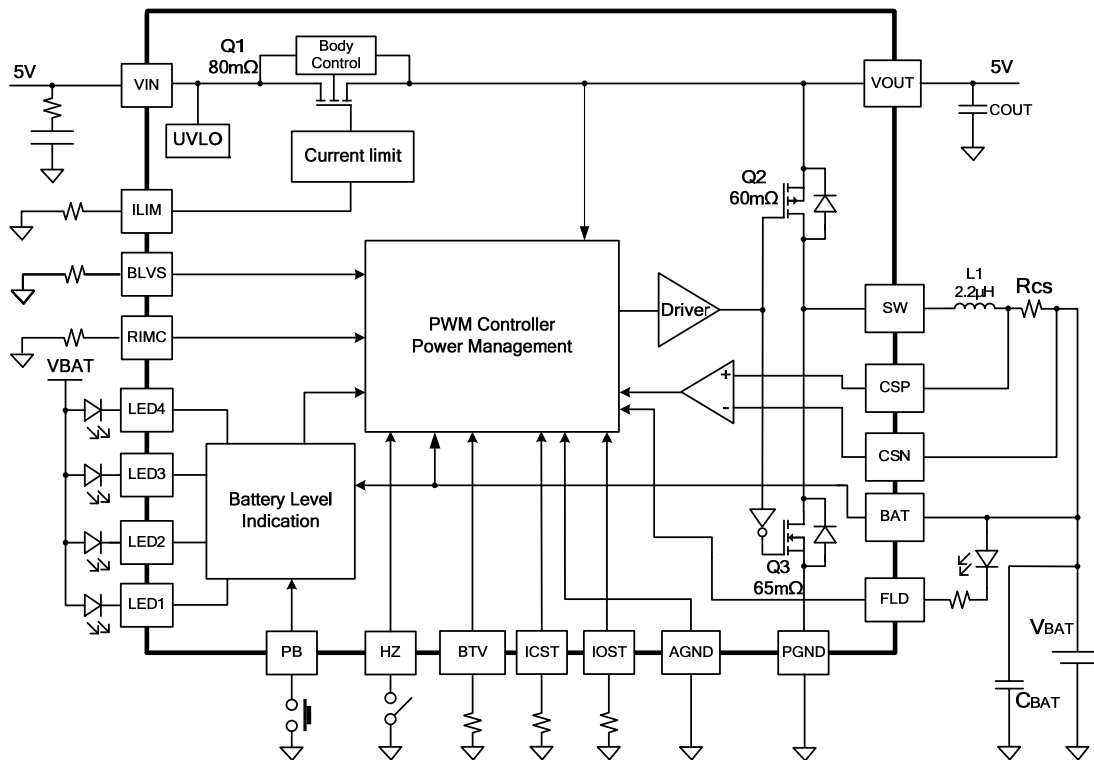 Q1
80mΩ
Body
Control
5V
VIN
VOUT
5V
COUT
UVLO
Current limit
ILIM
Q2
60mΩ
BLVS
L1
2.2µH
Rcs
RIMC
PWM Controller
Power Management
Driver
SW
VBAT
+
-
CSP
LED4
CSN
LED3
Battery Level
Indication
BAT
LED2
Q3
65mΩ
LED1
FLD
VBAT
PB
HZ
BTV
ICST
IOST
AGND
PGND
CBAT